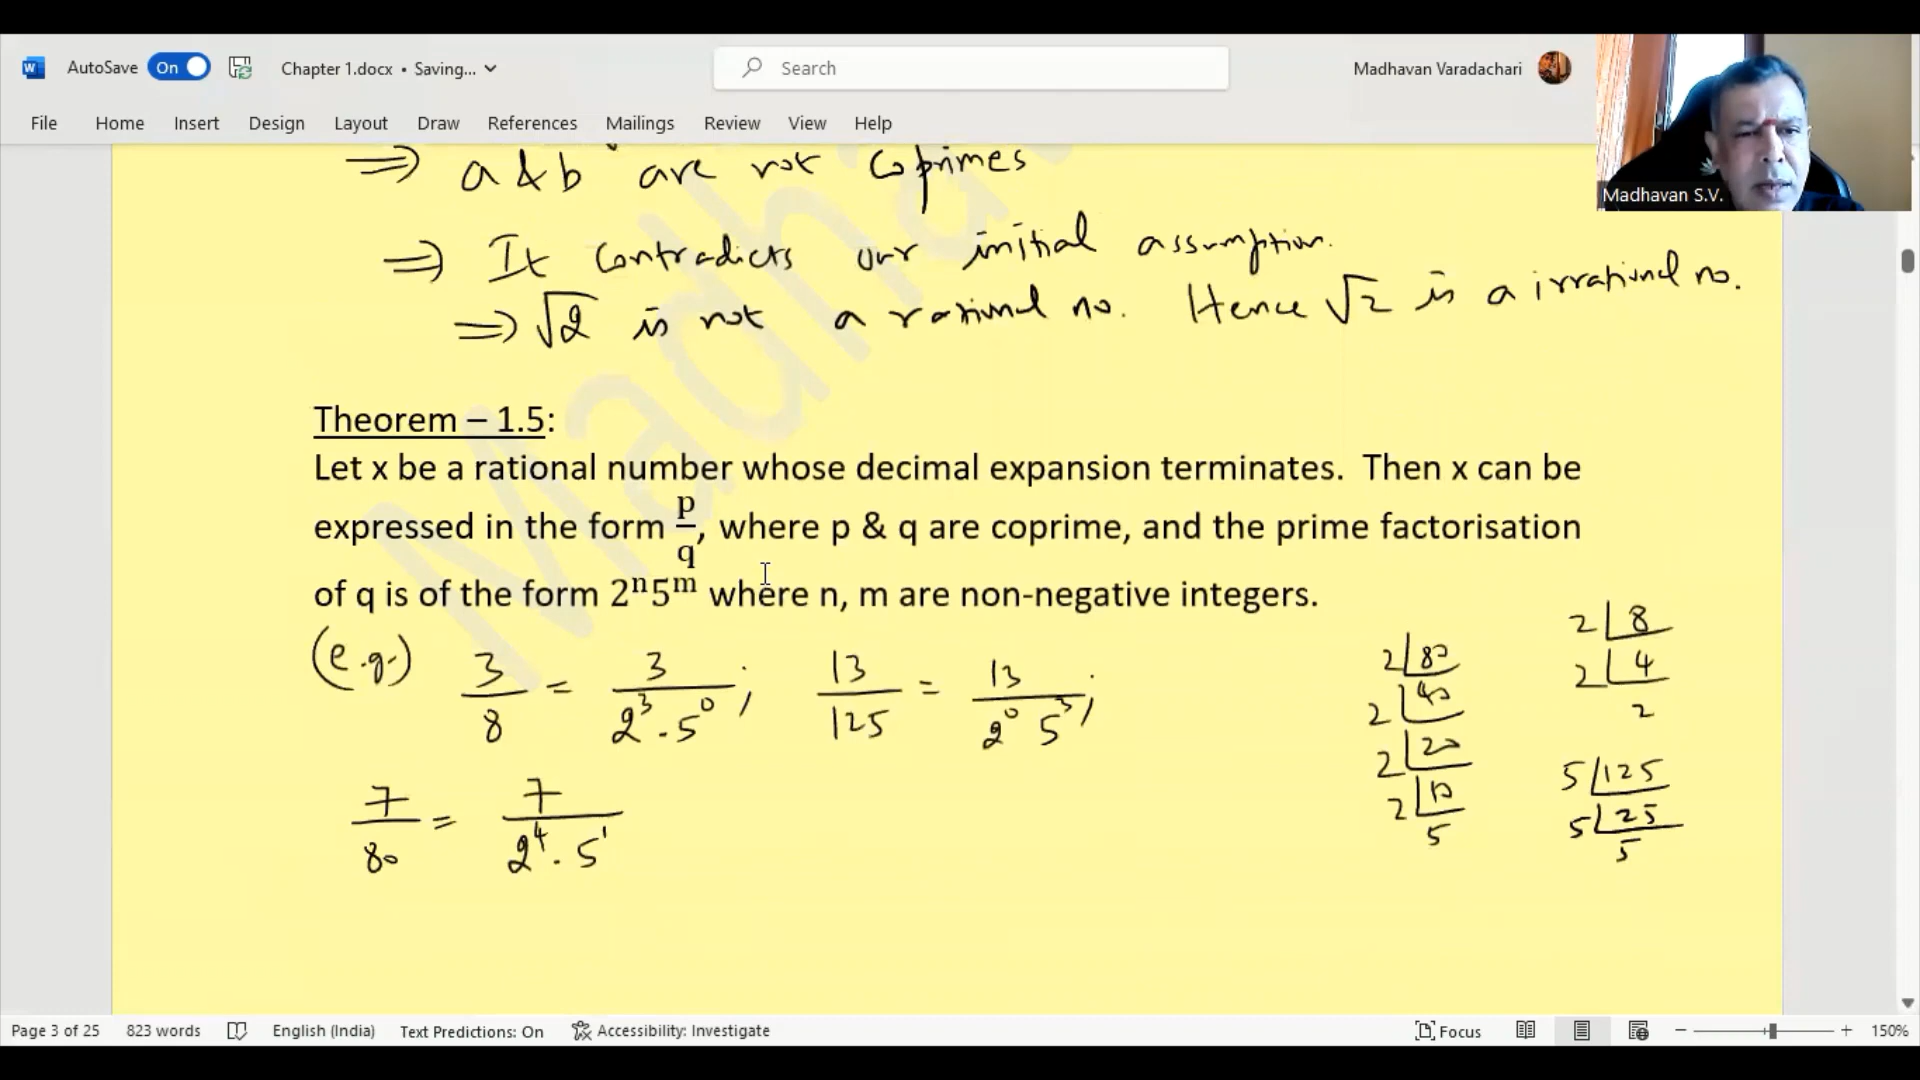 AutoSave On Chapter 1.docx • Saving... Search Madhavan Varadachari
File Home Insert Design Layout Draw References Mailings Review View Help
Madhavan S.V.
⇒ a & b are not Coprimes
⇒ It Contradicts our initial assumption.
⇒ √2 is not a rational no. Hence √2 is a irrational no.
Madha
Theorem – 1.5:
Let x be a rational number whose decimal expansion terminates. Then x can be
expressed in the form p/q, where p & q are coprime, and the prime factorisation
of q is of the form 2ⁿ5ᵐ where n, m are non-negative integers.
(e.g.) 3/8 = 3/2³.5⁰; 13/125 = 13/2⁰ 5³;
7/80 = 7/2⁴.5¹
2 80
2 40
2 20
2 10
5
2 8
2 4
2
5 125
5 25
5
Page 3 of 25 823 words English (India) Text Predictions: On Accessibility: Investigate Focus − + 150%